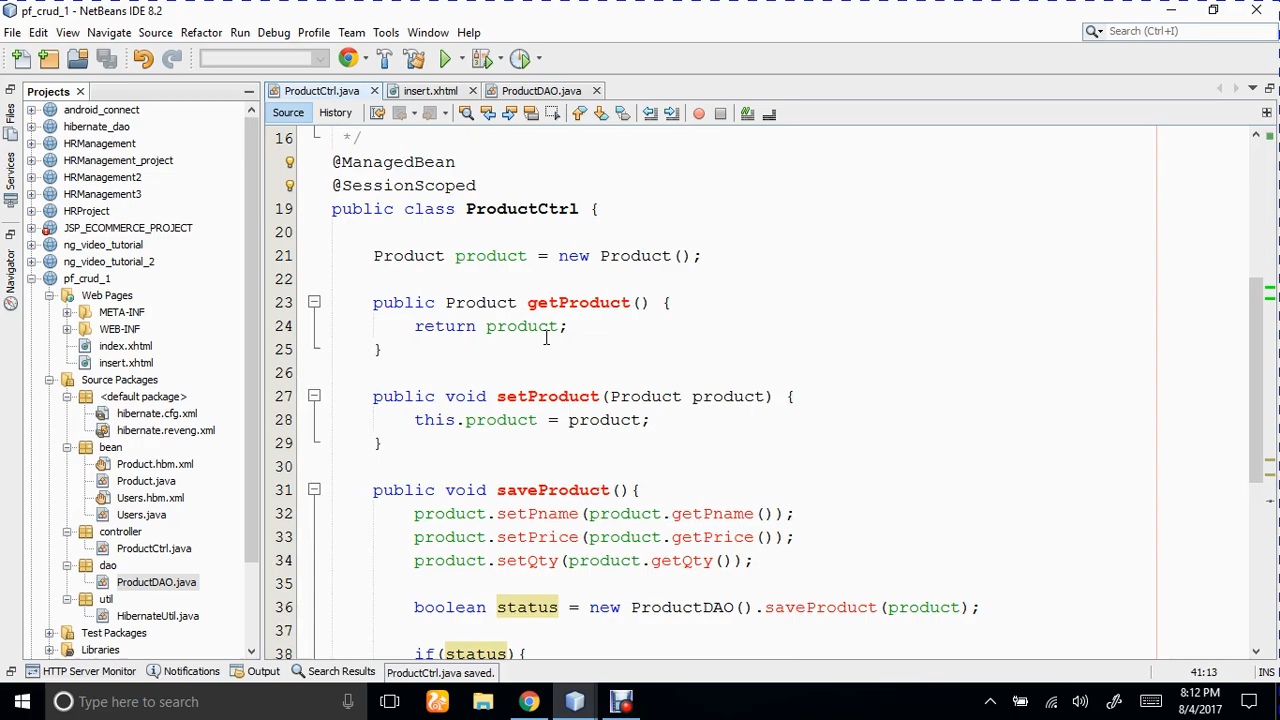 pf_crud_1 - NetBeans IDE 8.2
File Edit View Navigate Source Refactor Run Debug Profile Team Tools Window Help
Search (Ctrl+I)
Projects
ProductCtrl.java insert.xhtml ProductDAO.java
Source History
Files
Services
Navigator
android_connect
hibernate_dao
HRManagement
HRManagement_project
HRManagement2
HRManagement3
HRProject
JSP_ECOMMERCE_PROJECT
ng_video_tutorial
ng_video_tutorial_2
pf_crud_1
Web Pages
META-INF
WEB-INF
index.xhtml
insert.xhtml
Source Packages
<default package>
hibernate.cfg.xml
hibernate.reveng.xml
bean
Product.hbm.xml
Product.java
Users.hbm.xml
Users.java
controller
ProductCtrl.java
dao
ProductDAO.java
util
HibernateUtil.java
Test Packages
Libraries
16 */
@ManagedBean
@SessionScoped
19 public class ProductCtrl {
20
21 Product product = new Product();
22
23 public Product getProduct() {
24 return product;
25 }
26
27 public void setProduct(Product product) {
28 this.product = product;
29 }
30
31 public void saveProduct(){
32 product.setPname(product.getPname());
33 product.setPrice(product.getPrice());
34 product.setQty(product.getQty());
35
36 boolean status = new ProductDAO().saveProduct(product);
37
38 if(status){
HTTP Server Monitor Notifications Output Search Results ProductCtrl.java saved. 41:13 INS
Type here to search
8:12 PM
8/4/2017